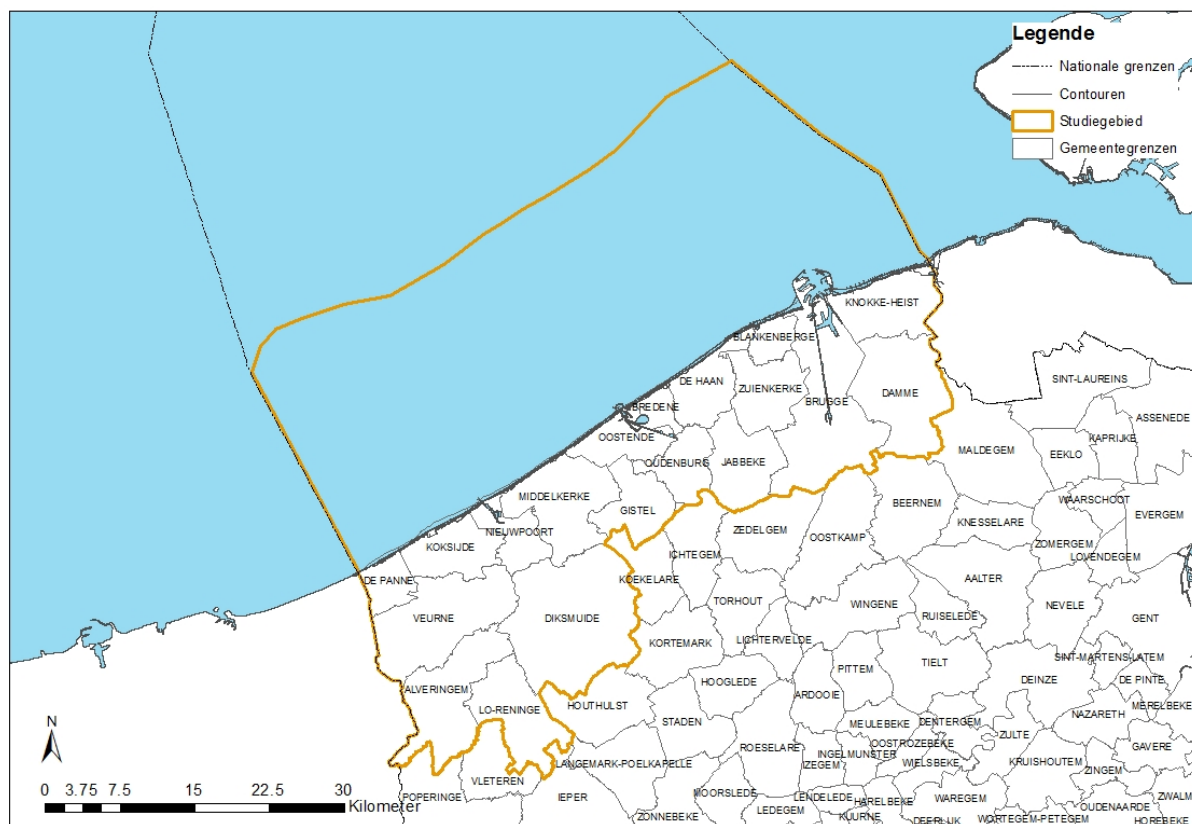 Legende
Nationale grenzen
Contouren
Studiegebied
Gemeentegrenzen
KNOKKE-HEIST
BLANKENBERGE
SINT-LAUREINS
DE HAAN
ZUIENKERKE
DAMME
BREDENE
BRUGGE
ASSENEDE
OOSTENDE
KAPRIJKE
MALDEGEM
EEKLO
OUDENBURG
JABBEKE
MIDDELKERKE
BEERNEM
WAARSCHOOT
GISTEL
EVERGEM
NIEUWPOORT
ZEDELGEM
KNESSELARE
KOKSIJDE
OOSTKAMP
ZOMERGEM
ICHTEGEM
LOVENDEGEM
DE PANNE
KOEKELARE
AALTER
TORHOUT
WINGENE
NEVELE
VEURNE
DIKSMUIDE
RUISELEDE
GENT
KORTEMARK
LICHTERVELDE
SINT-MARTENS-LATEM
TIELT
PITTEM
ALVERINGEM
HOOGLEDE
DEINZE
DE PINTE
ARDOOIE
LO-RENINGE
HOUTHULST
MERELBEKE
NAZARETH
STADEN
MEULEBEKE
DENTERGEM
N
ZULTE
OOSTROZEBEKE
ROESELARE
INGELMUNSTER
GAVERE
LANGEMARK-POELKAPELLE
IZEGEM
WIELSBEKE
KRUISHOUTEM
ZINGEM
VLETEREN
MOORSLEDE
0 3.75 7.5 15 22.5 30
Kilometer
POPERINGE
IEPER
LENDELEDE
HARELBEKE
WAREGEM
ZWALM
OUDENAARDE
LEDEGEM
ZONNEBEKE
KUURNE
DEERLIJK
WORTEGEM-PETEGEM
HOREBEKE